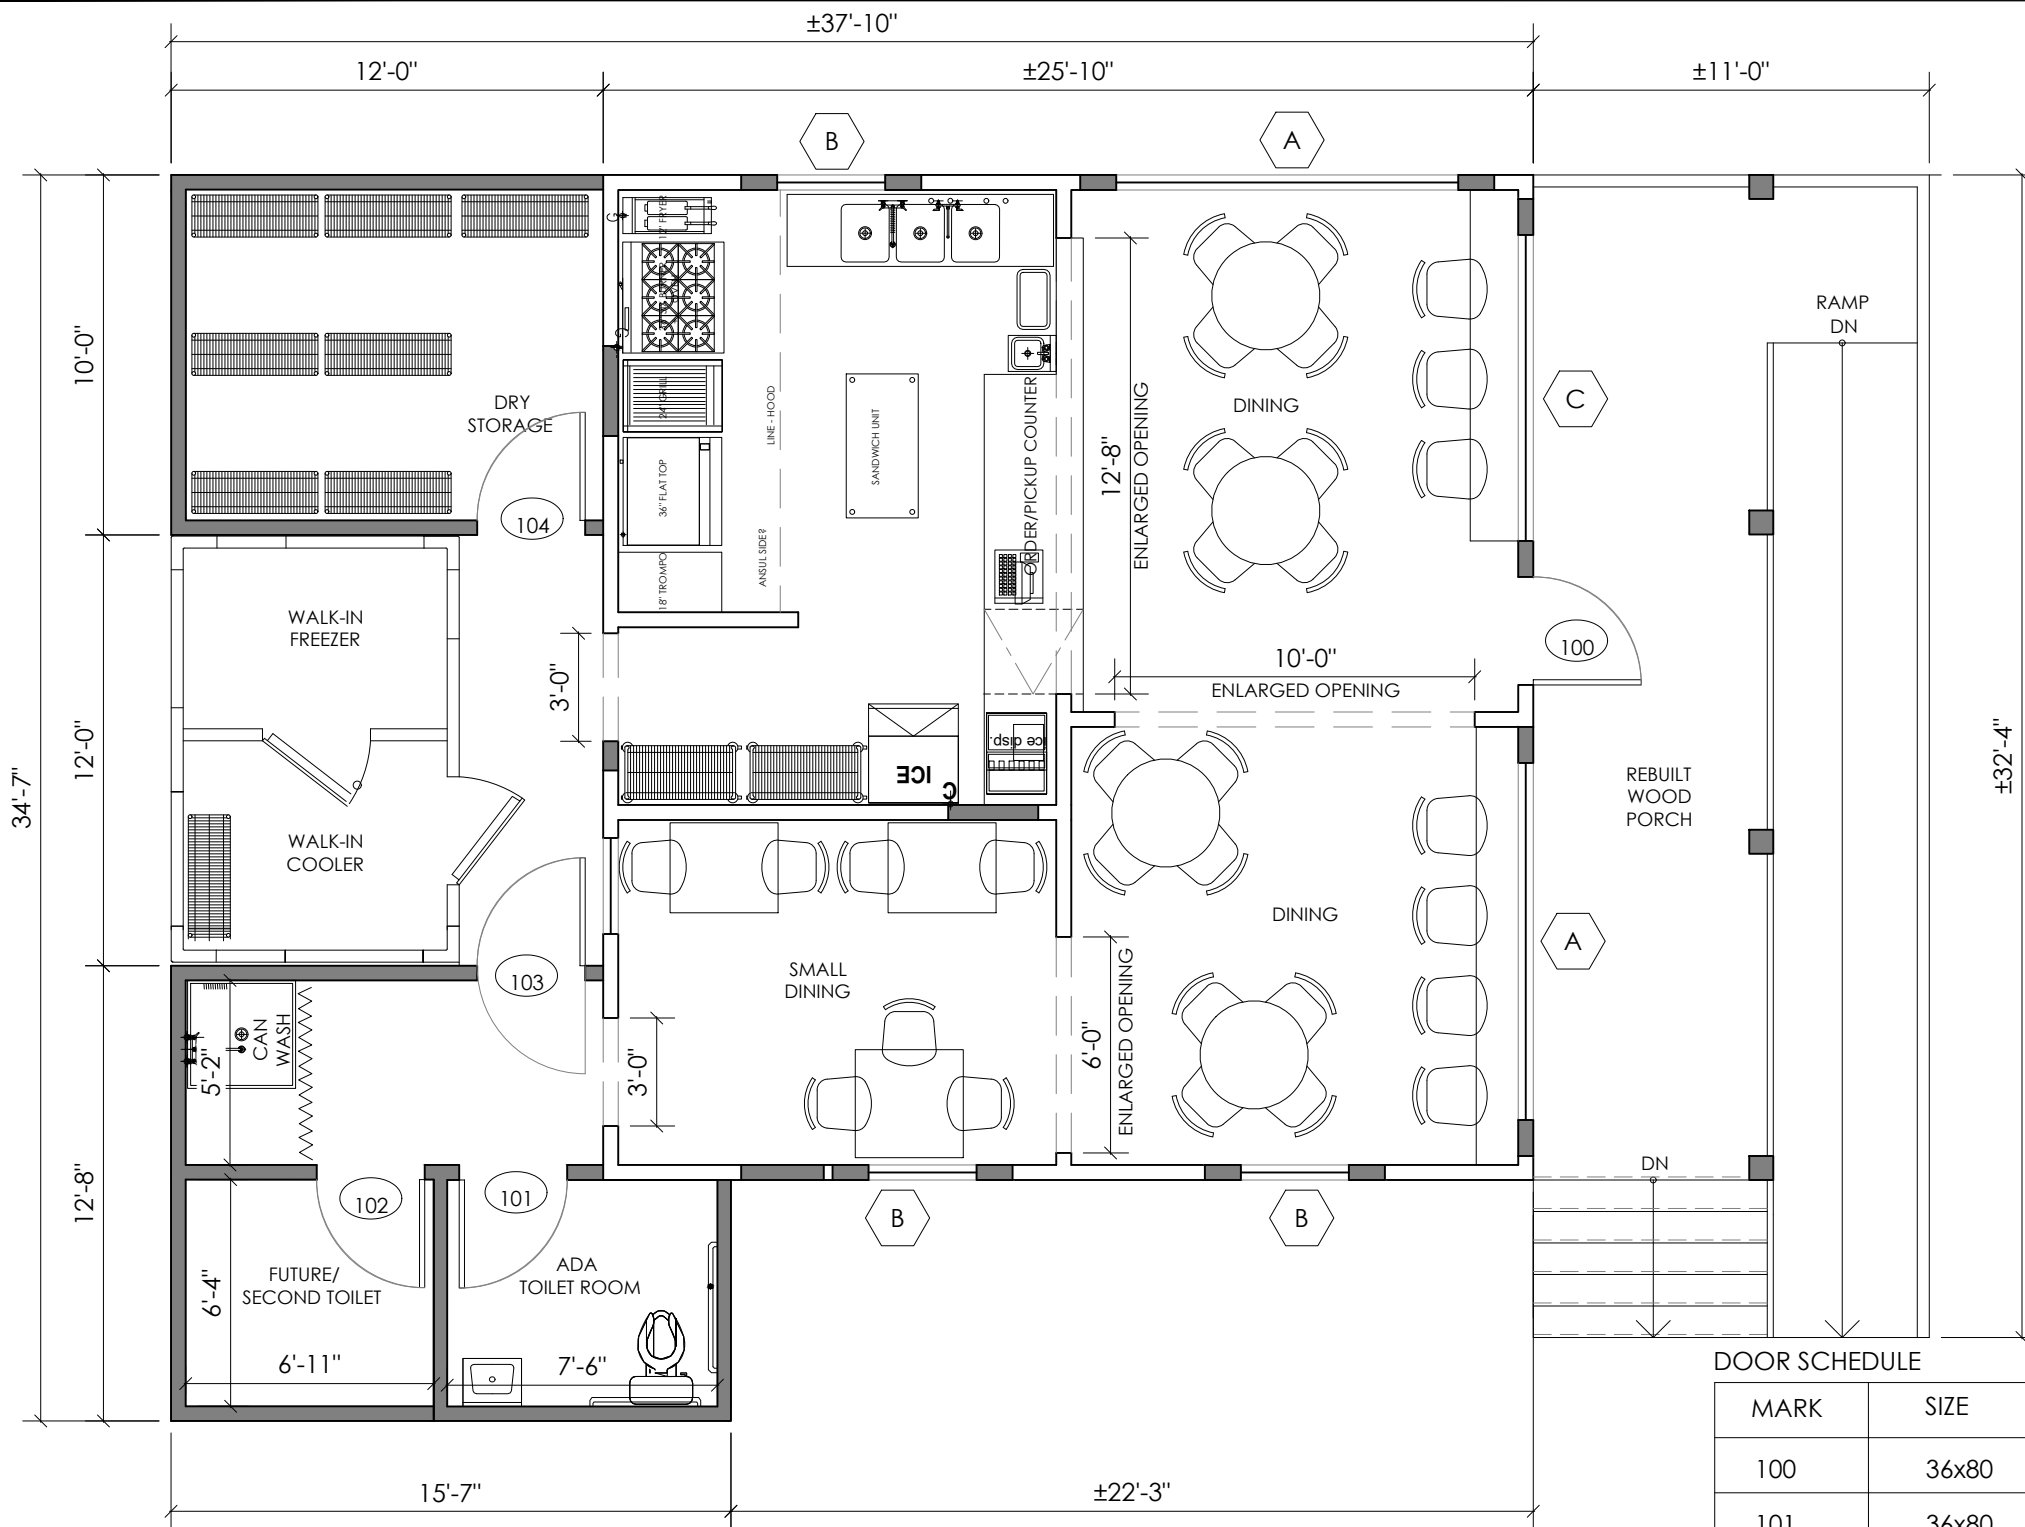 ±37'-10"
12'-0"
±25'-10"
±11'-0"
B
A
RAMP
DN
10'-0"
DRY
STORAGE
104
12" FRYER
24" GRILL
36" FLAT TOP
18" TROMPO
LINE - HOOD
ANSUL SIDE?
SANDWICH UNIT
RDER/PICKUP COUNTER
12'-8"
ENLARGED OPENING
DINING
C
100
10'-0"
ENLARGED OPENING
WALK-IN
FREEZER
3'-0"
12'-0"
34'-7"
±32'-4"
ICE
C
ice disp.
REBUILT
WOOD
PORCH
WALK-IN
COOLER
103
SMALL
DINING
DINING
A
6'-0"
ENLARGED OPENING
CAN
WASH
5'-2"
3'-0"
12'-8"
102
101
B
B
DN
FUTURE/
SECOND TOILET
ADA
TOILET ROOM
6'-4"
6'-11"
7'-6"
15'-7"
±22'-3"
DOOR SCHEDULE
MARK SIZE
100 36x80
101 36x80